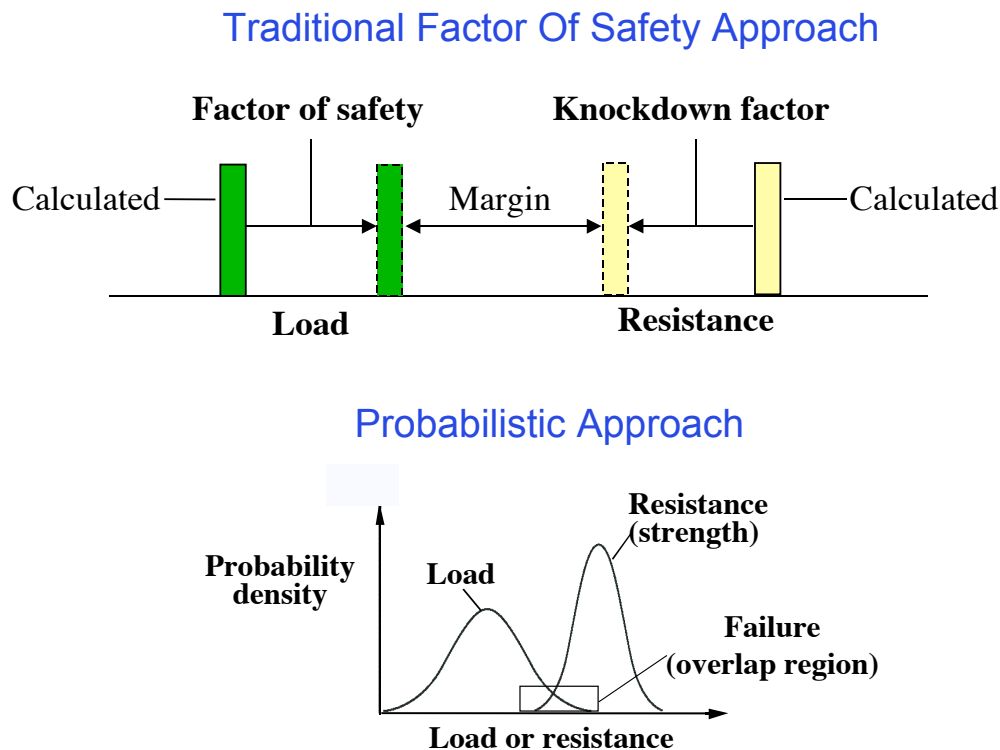 Traditional Factor Of Safety Approach
Factor of safety
Knockdown factor
Calculated
Margin
Calculated
Load
Resistance
Probabilistic Approach
Resistance
(strength)
Probability
density
Load
Failure
(overlap region)
Load or resistance